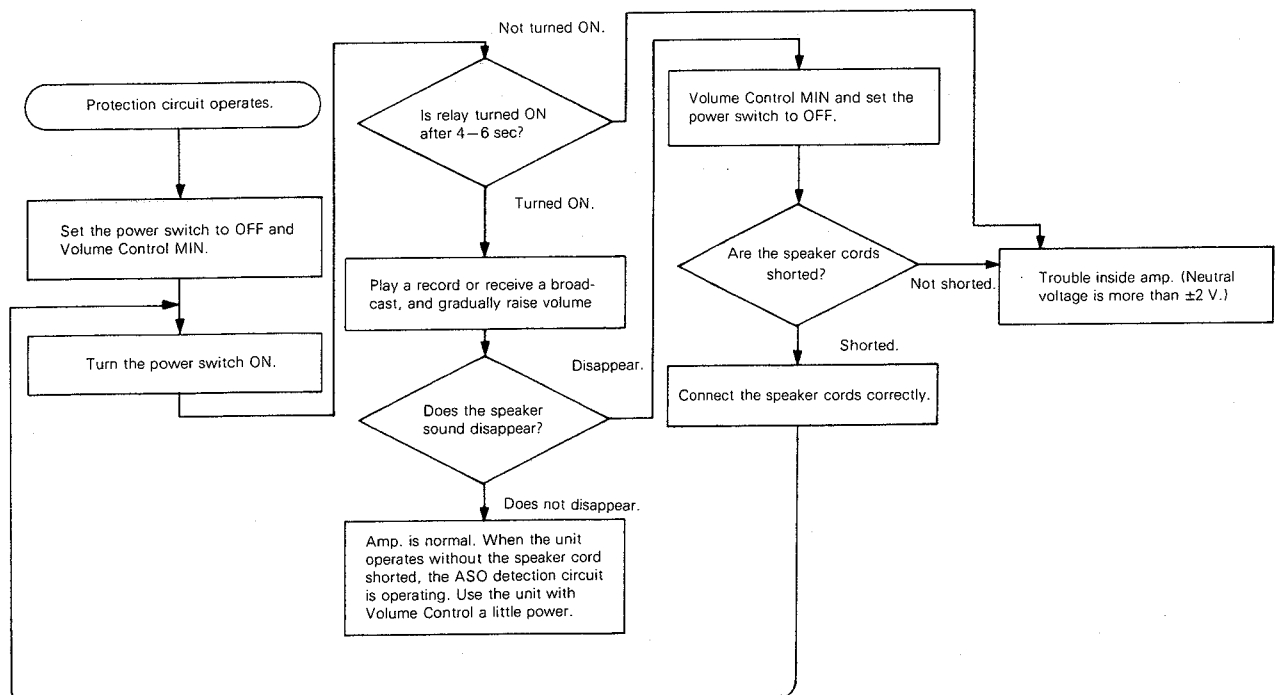 Protection circuit operates.
Set the power switch to OFF and
Volume Control MIN.
Turn the power switch ON.
Not turned ON.
Is relay turned ON
after 4—6 sec?
Turned ON.
Play a record or receive a broad-
cast, and gradually raise volume
Disappear.
Does the speaker
sound disappear?
Does not disappear.
Amp. is normal. When the unit
operates without the speaker cord
shorted, the ASO detection circuit
is operating. Use the unit with
Volume Control a little power.
Volume Control MIN and set the
power switch to OFF.
Are the speaker cords
shorted?
Not shorted.
Shorted.
Connect the speaker cords correctly.
Trouble inside amp. (Neutral
voltage is more than ±2 V.)